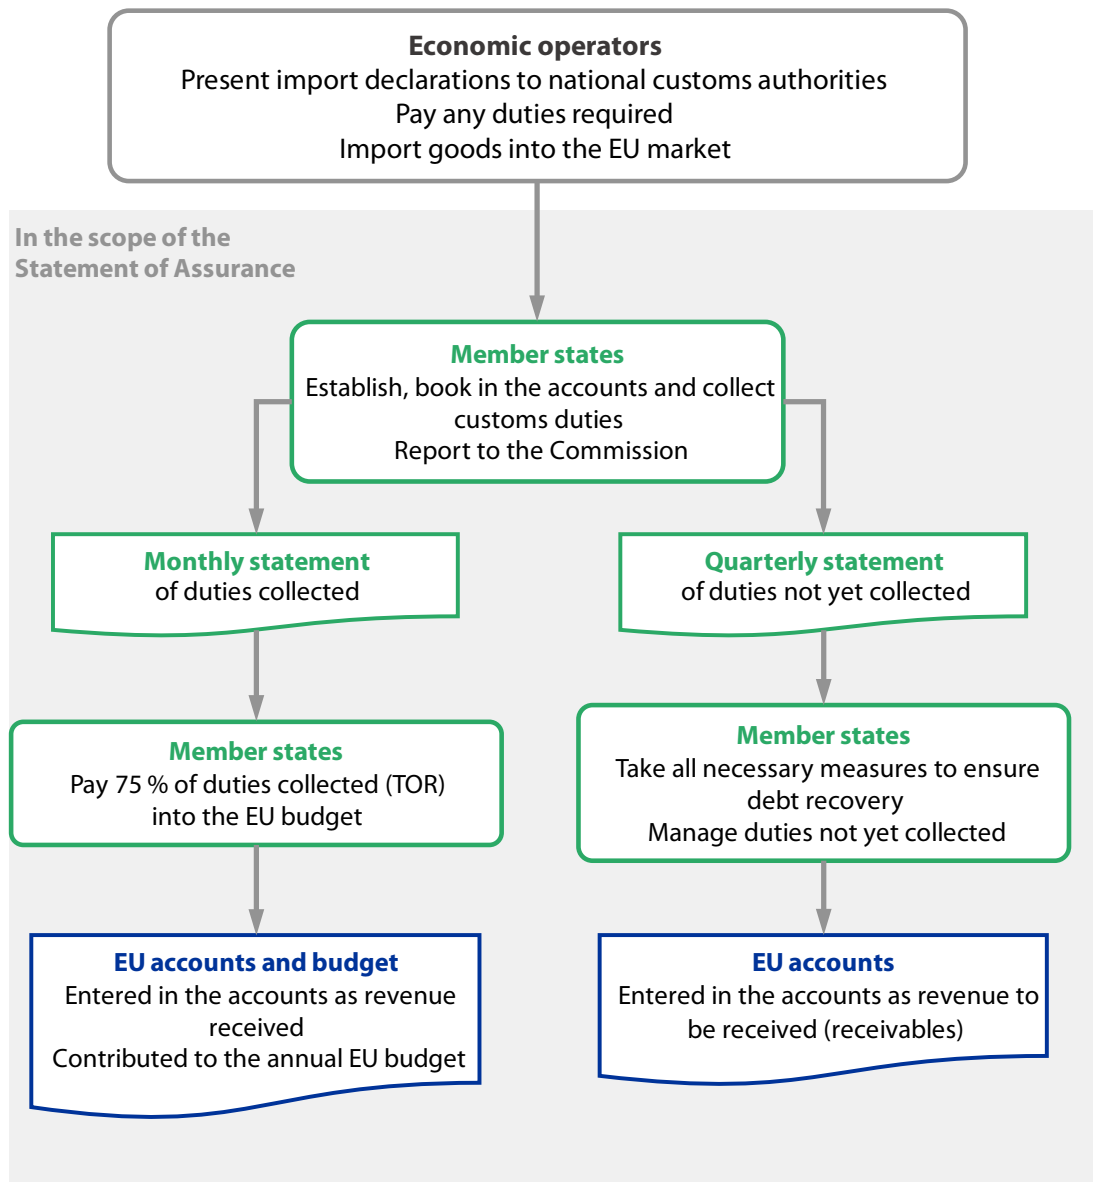 Economic operators
Present import declarations to national customs authorities
Pay any duties required
Import goods into the EU market
In the scope of the
Statement of Assurance
Member states
Establish, book in the accounts and collect
customs duties
Report to the Commission
Monthly statement
of duties collected
Quarterly statement
of duties not yet collected
Member states
Pay 75 % of duties collected (TOR)
into the EU budget
Member states
Take all necessary measures to ensure
debt recovery
Manage duties not yet collected
EU accounts and budget
Entered in the accounts as revenue
received
Contributed to the annual EU budget
EU accounts
Entered in the accounts as revenue to
be received (receivables)